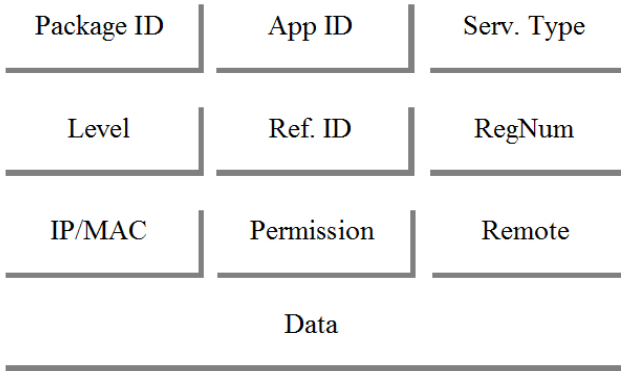 Package ID App ID Serv. Type
Level Ref. ID RegNum
IP/MAC Permission Remote
Data